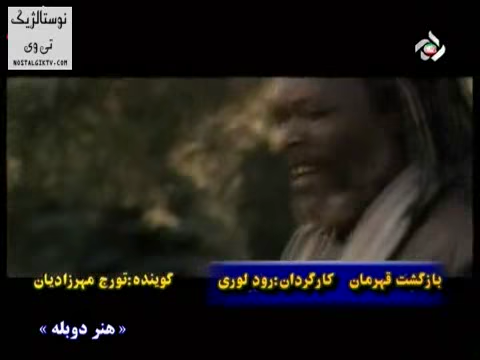 نوستالژیک
تی وی
NOSTALGIKTV.COM
بازگشت قهرمان کارگردان:رود لوری گوینده:تورج مهرزادیان
« هنر دوبله »